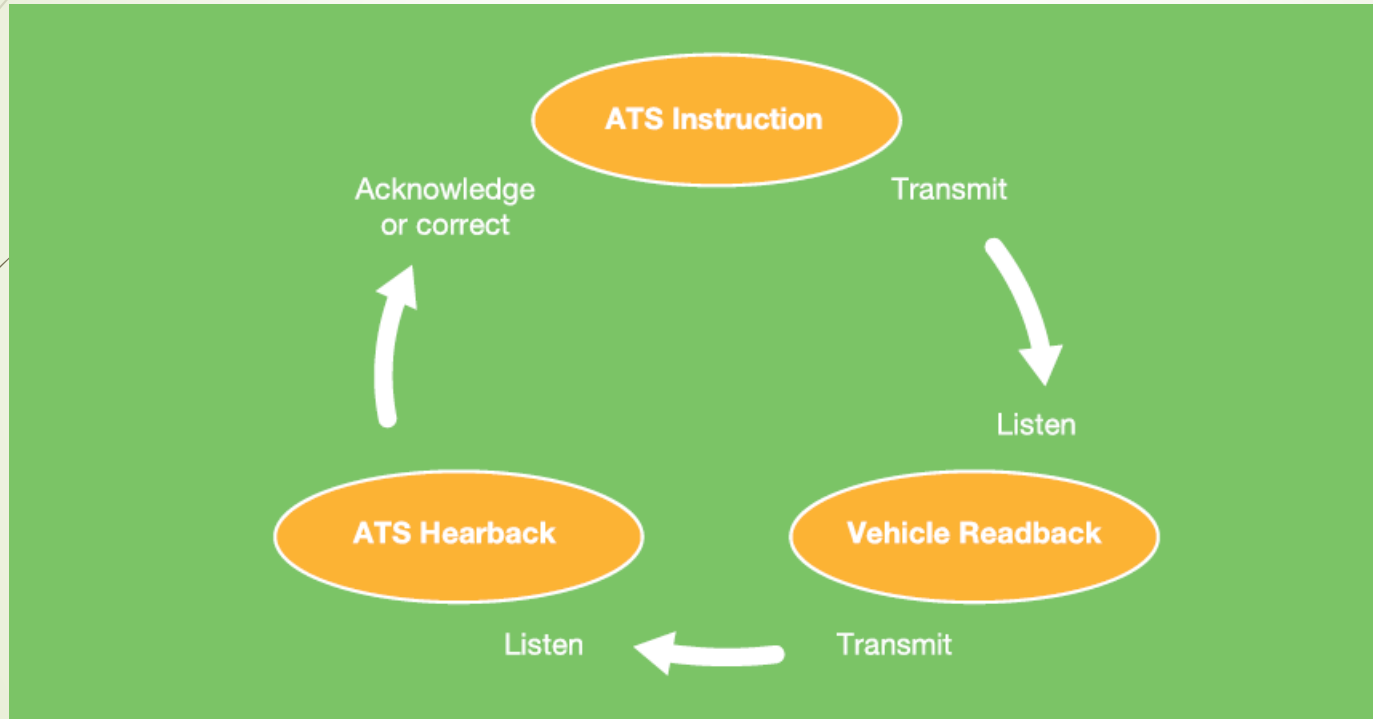 ATS Instruction
Transmit
Listen
Vehicle Readback
Transmit
Listen
ATS Hearback
Acknowledge
or correct